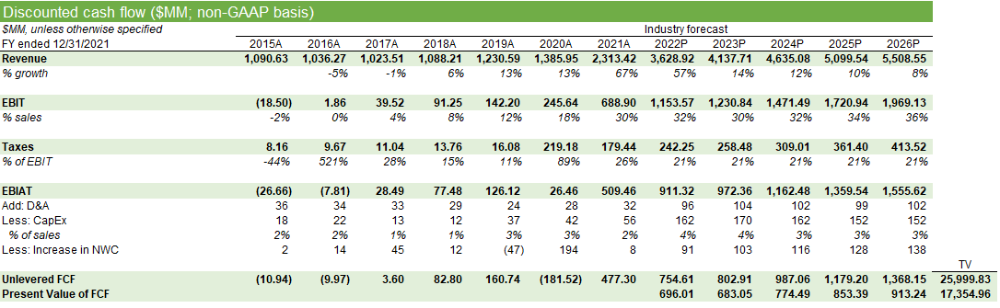 Discounted cash flow ($MM; non-GAAP basis)
$MM, unless otherwise specified Industry forecast
FY ended 12/31/2021 2015A 2016A 2017A 2018A 2019A 2020A 2021A 2022P 2023P 2024P 2025P 2026P
Revenue 1,090.63 1,036.27 1,023.51 1,088.21 1,230.59 1,385.95 2,313.42 3,628.92 4,137.71 4,635.08 5,099.54 5,508.55
% growth -5% -1% 6% 13% 13% 67% 57% 14% 12% 10% 8%
EBIT (18.50) 1.86 39.52 91.25 142.20 245.64 688.90 1,153.57 1,230.84 1,471.49 1,720.94 1,969.13
% sales -2% 0% 4% 8% 12% 18% 30% 32% 30% 32% 34% 36%
Taxes 8.16 9.67 11.04 13.76 16.08 219.18 179.44 242.25 258.48 309.01 361.40 413.52
% of EBIT -44% 521% 28% 15% 11% 89% 26% 21% 21% 21% 21% 21%
EBIAT (26.66) (7.81) 28.49 77.48 126.12 26.46 509.46 911.32 972.36 1,162.48 1,359.54 1,555.62
Add: D&A 36 34 33 29 24 28 32 96 104 102 99 102
Less: CapEx 18 22 13 12 37 42 56 162 170 162 152 152
% of sales 2% 2% 1% 1% 3% 3% 2% 4% 4% 3% 3% 3%
Less: Increase in NWC 2 14 45 12 (47) 194 8 91 103 116 128 138
TV
Unlevered FCF (10.94) (9.97) 3.60 82.80 160.74 (181.52) 477.30 754.61 802.91 987.06 1,179.20 1,368.15 25,999.83
Present Value of FCF 696.01 683.05 774.49 853.39 913.24 17,354.96